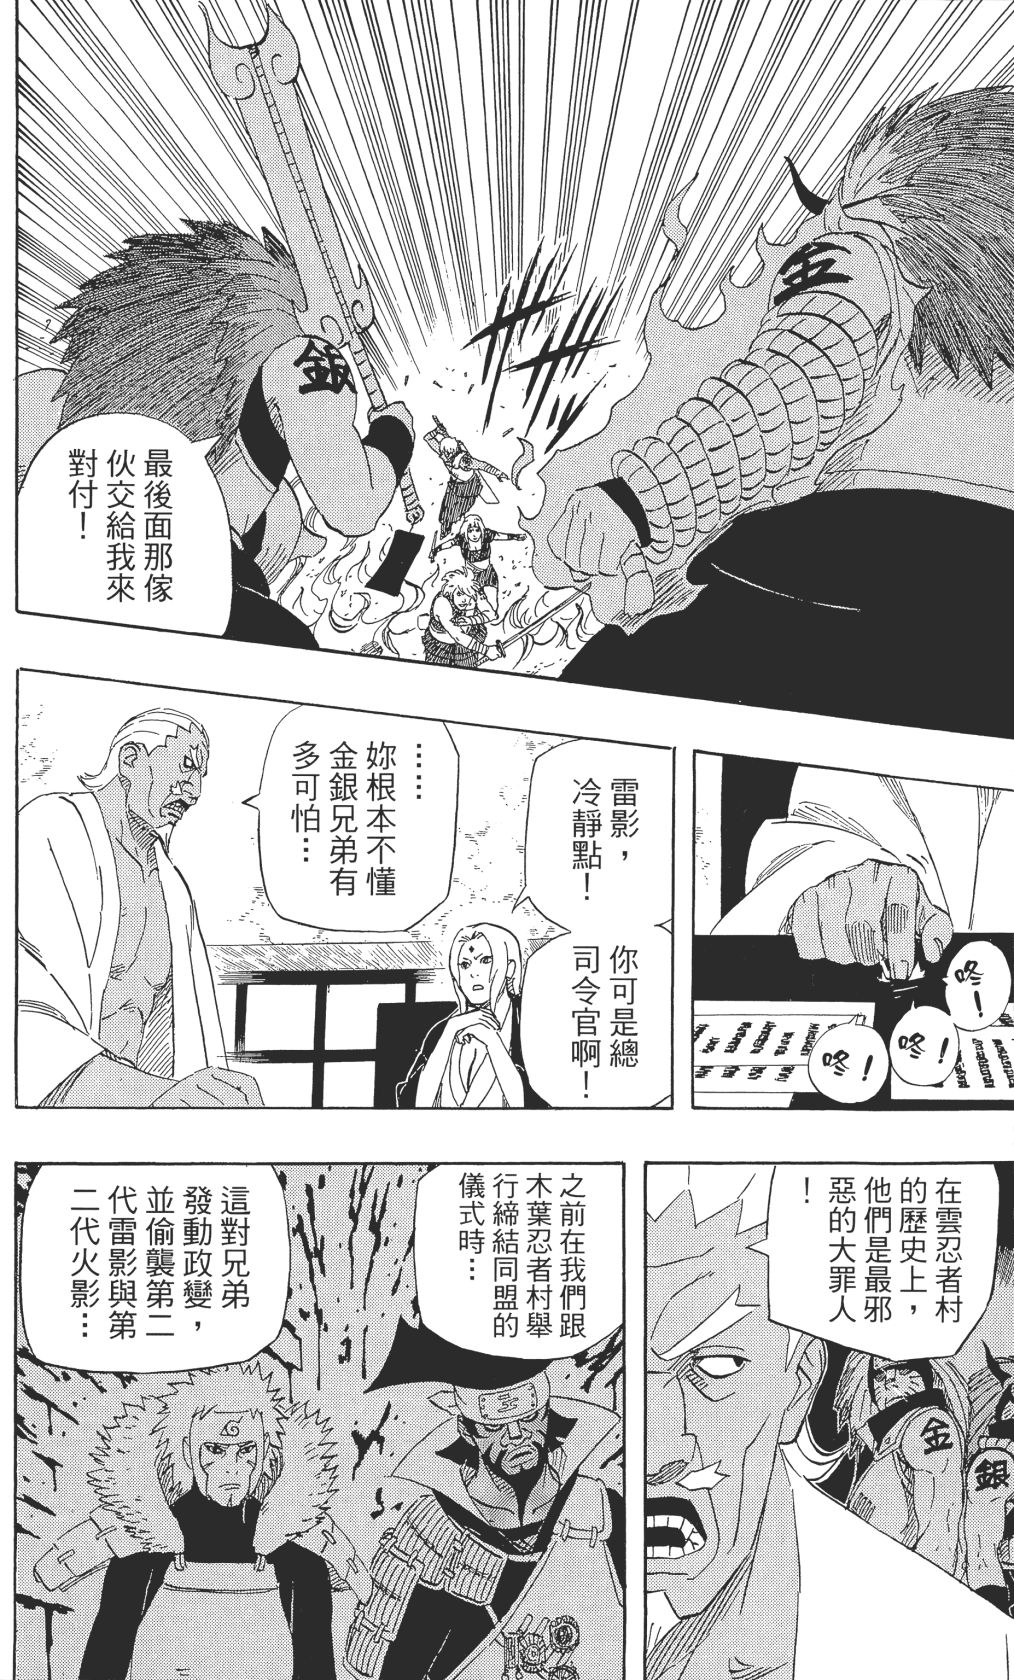 金
銀
最後面那傢
伙交給我來
對付！
咚！
咚！
咚！
雷影，
冷靜點！
你可是總
司令官啊！
……
妳根本不懂
金銀兄弟有
多可怕…
在雲忍者村
的歷史上，
他們是最邪
惡的大罪人
！
金
銀
之前在我們跟
木葉忍者村舉
行締結同盟的
儀式時…
這對兄弟
發動政變，
並偷襲第二
代雷影與第
二代火影…